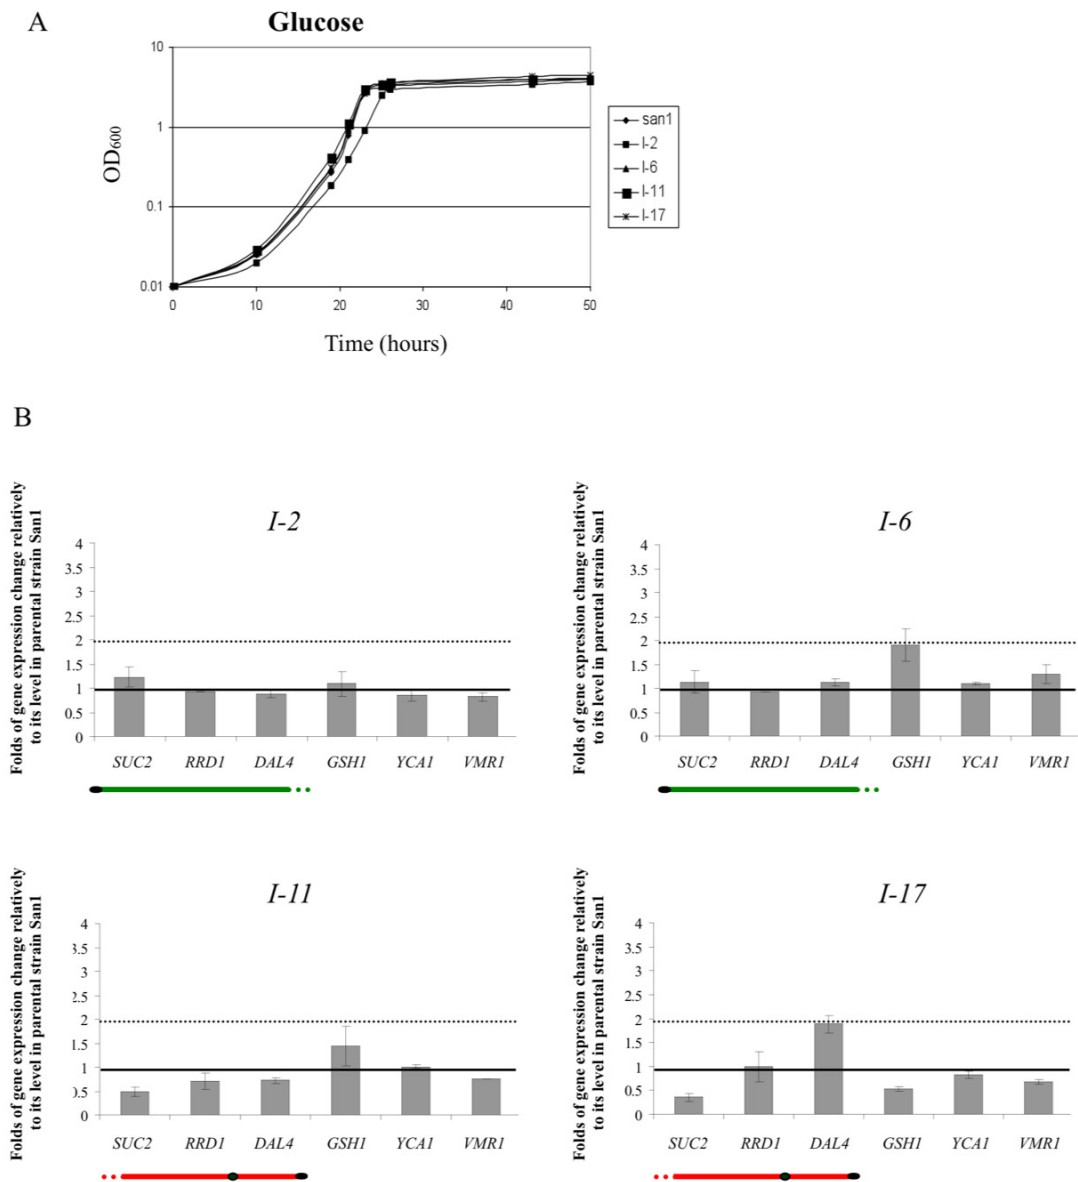 A
Glucose
10
1
0.1
0.01
OD600
0 10 20 30 40 50
Time (hours)
san1
I-2
I-6
I-11
I-17
B
Folds of gene expression change relatively
to its level in parental strain San1
I-2
4
3.5
3
2.5
2
1.5
1
0.5
0
SUC2 RRD1 DAL4 GSH1 YCA1 VMR1
Folds of gene expression change relatively
to its level in parental strain San1
I-6
4
3.5
3
2.5
2
1.5
1
0.5
0
SUC2 RRD1 DAL4 GSH1 YCA1 VMR1
Folds of gene expression change relatively
to its level in parental strain San1
I-11
4
3.5
3
2.5
2
1.5
1
0.5
0
SUC2 RRD1 DAL4 GSH1 YCA1 VMR1
Folds of gene expression change relatively
to its level in parental strain San1
I-17
4
3.5
3
2.5
2
1.5
1
0.5
0
SUC2 RRD1 DAL4 GSH1 YCA1 VMR1